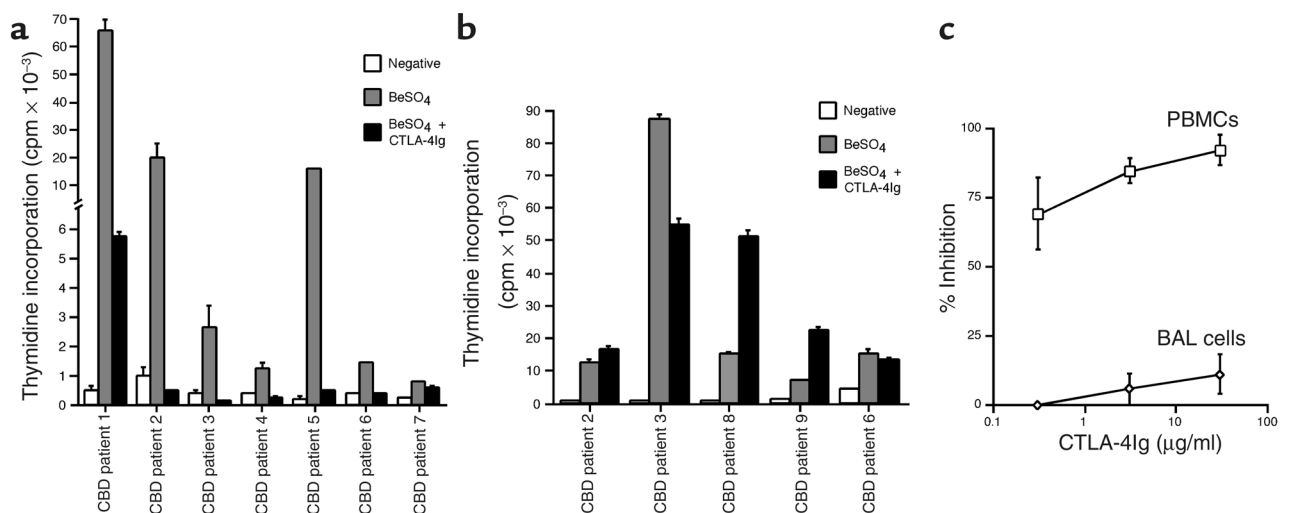 a
Thymidine incorporation (cpm × 10⁻³)
70
60
50
40
30
20
10
6
5
4
3
2
1
0
Negative
BeSO₄
BeSO₄ +
CTLA-4Ig
CBD patient 1
CBD patient 2
CBD patient 3
CBD patient 4
CBD patient 5
CBD patient 6
CBD patient 7
b
Thymidine incorporation
(cpm × 10⁻³)
90
80
70
60
50
40
30
20
10
0
Negative
BeSO₄
BeSO₄ +
CTLA-4Ig
CBD patient 2
CBD patient 3
CBD patient 8
CBD patient 9
CBD patient 6
c
% Inhibition
100
75
50
25
0
PBMCs
BAL cells
0.1
1
10
100
CTLA-4Ig (μg/ml)